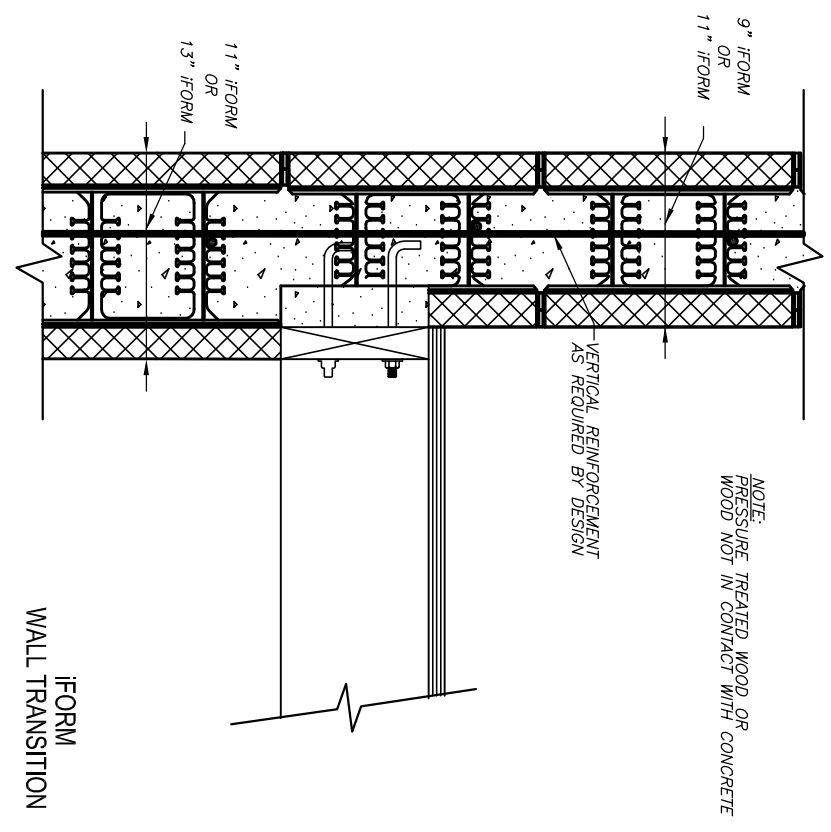 9" iFORM
OR
11" iFORM
11" iFORM
OR
13" iFORM
VERTICAL REINFORCEMENT
AS REQUIRED BY DESIGN
NOTE:
PRESSURE TREATED WOOD OR
WOOD NOT IN CONTACT WITH CONCRETE
iFORM
WALL TRANSITION